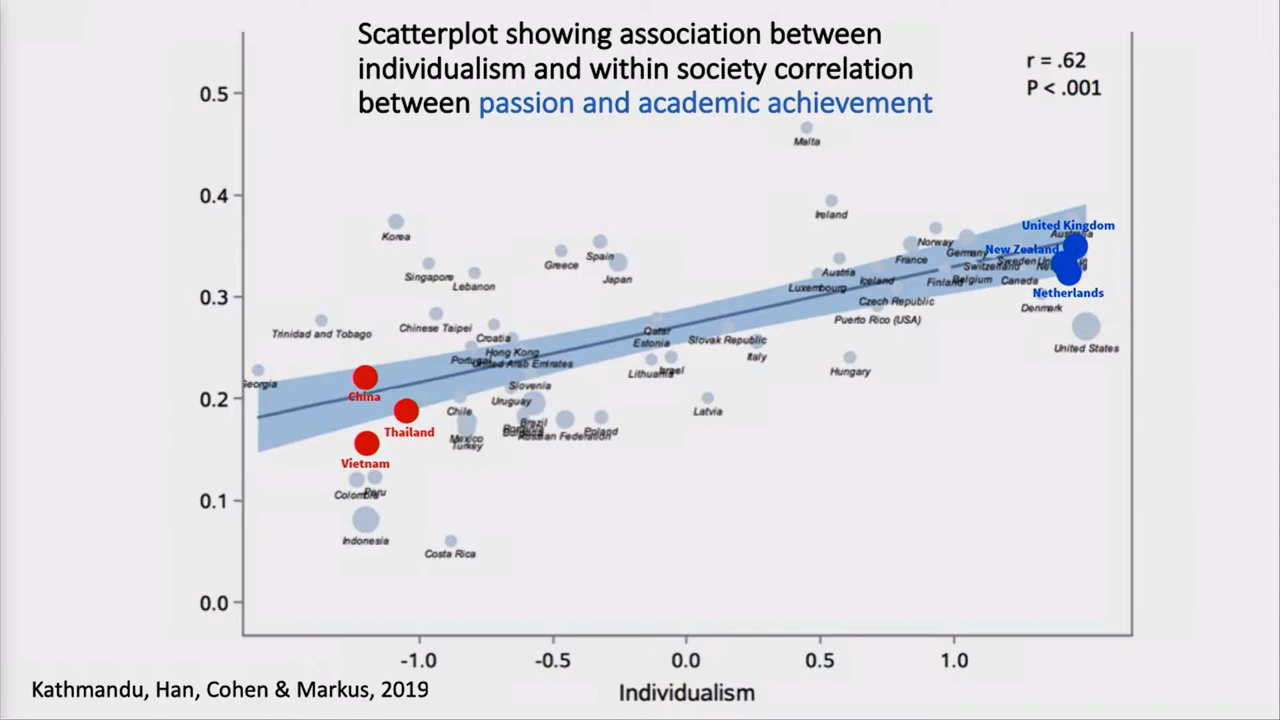 Scatterplot showing association between
individualism and within society correlation
between passion and academic achievement
r = .62
P < .001
0.5
Malta
0.4
Ireland
Korea
United Kingdom
Australia
Norway
Spain
Greece
New Zealand
Germany
France
Singapore
Japan
Lebanon
Austria
Switzerland
Sweden
Luxembourg
Iceland
Finland
Belgium
Canada
0.3
Netherlands
Czech Republic
Denmark
Trinidad and Tobago
Chinese Taipei
Puerto Rico (USA)
Croatia
Qatar
Estonia
Slovak Republic
United States
Hong Kong
Italy
Portugal
United Arab Emirates
Lithuania
Israel
Hungary
Georgia
Slovenia
0.2
China
Uruguay
Chile
Latvia
Thailand
Brazil
Russian Federation
Poland
Mexico
Turkey
Vietnam
0.1
Colombia
Peru
Indonesia
Costa Rica
0.0
-1.0
-0.5
0.0
0.5
1.0
Individualism
Kathmandu, Han, Cohen & Markus, 2019